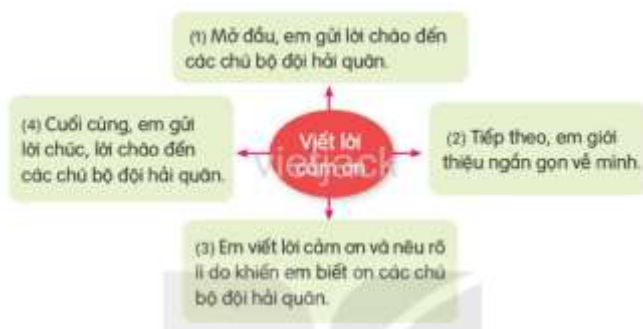 (1) Mở đầu, em gửi lời chào đến
các chú bộ đội hải quân.
(4) Cuối cùng, em gửi
lời chúc, lời chào đến
các chú bộ đội hải quân.
Viết lời
cảm ơn
vietjack
(2) Tiếp theo, em giới
thiệu ngắn gọn về mình.
(3) Em viết lời cảm ơn và nêu rõ
lí do khiến em biết ơn các chú
bộ đội hải quân.